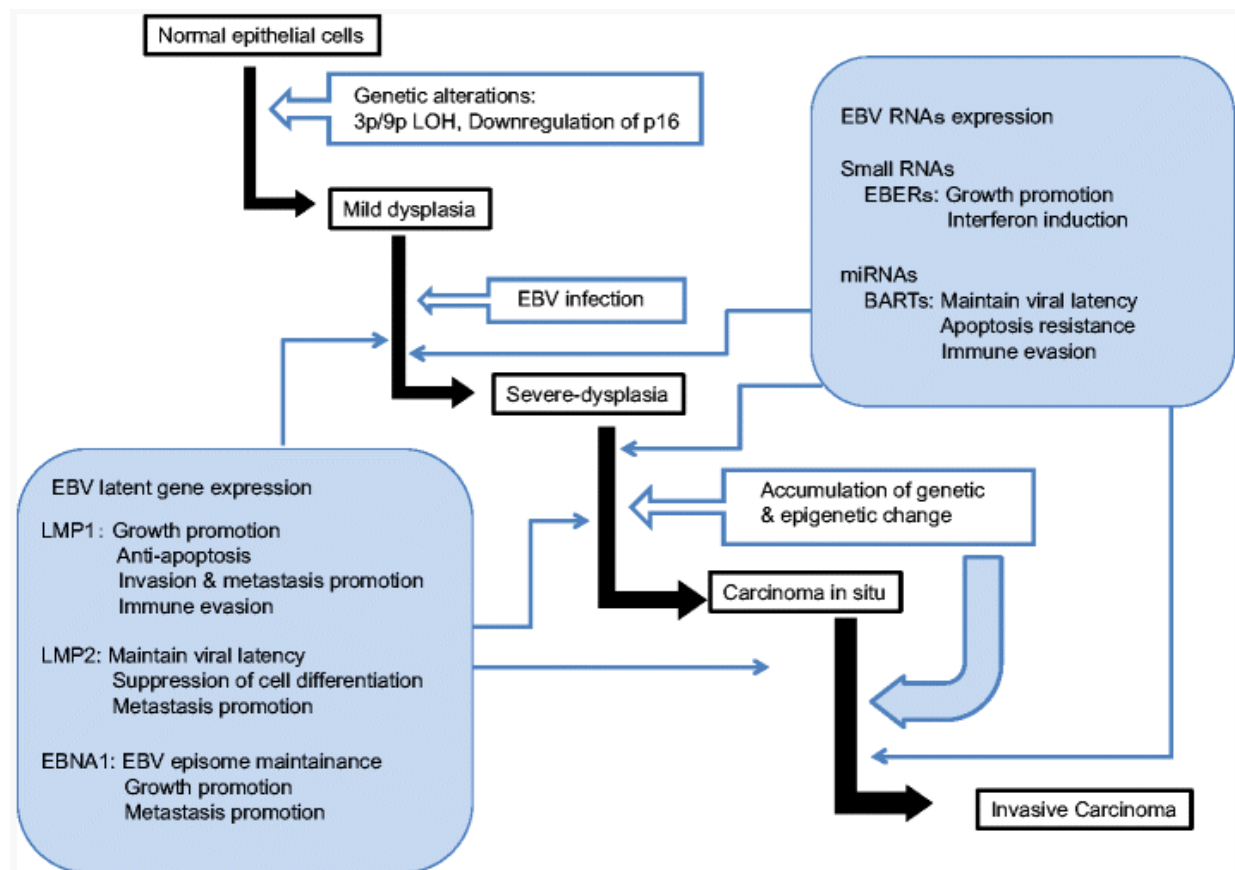 Normal epithelial cells
Genetic alterations:
3p/9p LOH, Downregulation of p16
Mild dysplasia
EBV infection
Severe-dysplasia
Accumulation of genetic
& epigenetic change
Carcinoma in situ
Invasive Carcinoma
EBV RNAs expression
Small RNAs
EBERs: Growth promotion
Interferon induction
miRNAs
BARTs: Maintain viral latency
Apoptosis resistance
Immune evasion
EBV latent gene expression
LMP1: Growth promotion
Anti-apoptosis
Invasion & metastasis promotion
Immune evasion
LMP2: Maintain viral latency
Suppression of cell differentiation
Metastasis promotion
EBNA1: EBV episome maintainance
Growth promotion
Metastasis promotion